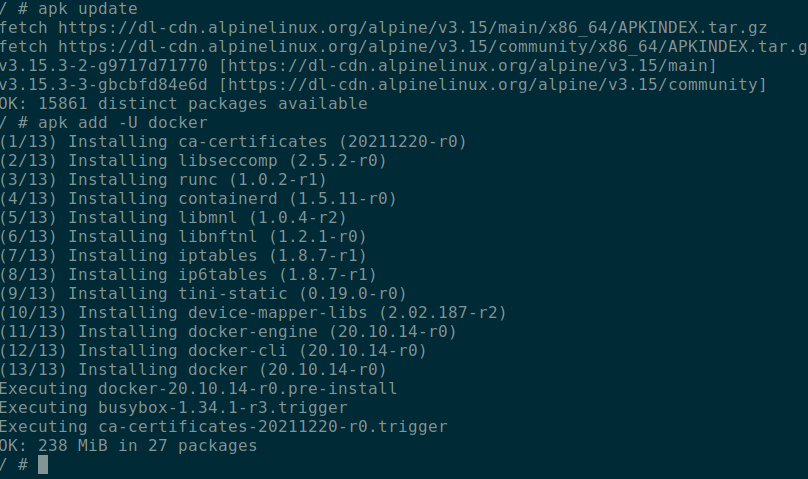 / # apk update
fetch https://dl-cdn.alpinelinux.org/alpine/v3.15/main/x86_64/APKINDEX.tar.gz
fetch https://dl-cdn.alpinelinux.org/alpine/v3.15/community/x86_64/APKINDEX.tar.g
v3.15.3-2-g9717d71770 [https://dl-cdn.alpinelinux.org/alpine/v3.15/main]
v3.15.3-3-gbcbfd84e6d [https://dl-cdn.alpinelinux.org/alpine/v3.15/community]
OK: 15861 distinct packages available
/ # apk add -U docker
(1/13) Installing ca-certificates (20211220-r0)
(2/13) Installing libseccomp (2.5.2-r0)
(3/13) Installing runc (1.0.2-r1)
(4/13) Installing containerd (1.5.11-r0)
(5/13) Installing libmnl (1.0.4-r2)
(6/13) Installing libnftnl (1.2.1-r0)
(7/13) Installing iptables (1.8.7-r1)
(8/13) Installing ip6tables (1.8.7-r1)
(9/13) Installing tini-static (0.19.0-r0)
(10/13) Installing device-mapper-libs (2.02.187-r2)
(11/13) Installing docker-engine (20.10.14-r0)
(12/13) Installing docker-cli (20.10.14-r0)
(13/13) Installing docker (20.10.14-r0)
Executing docker-20.10.14-r0.pre-install
Executing busybox-1.34.1-r3.trigger
Executing ca-certificates-20211220-r0.trigger
OK: 238 MiB in 27 packages
/ #